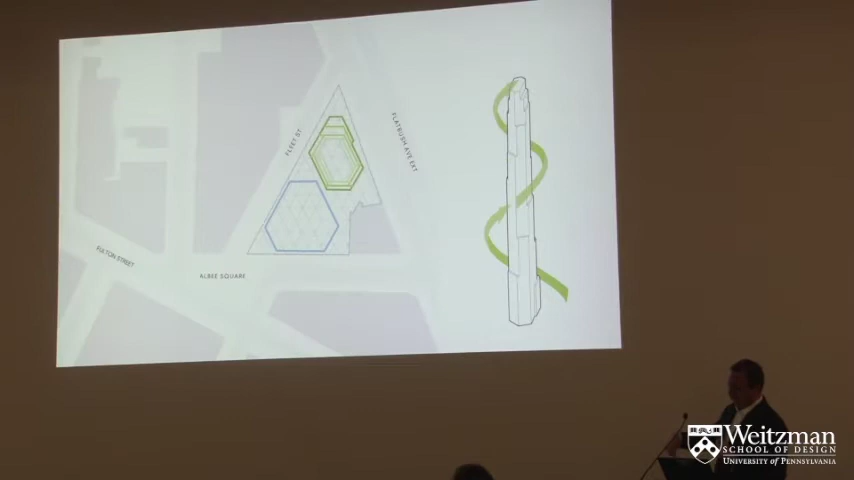 FLEET ST
FLATBUSH AVE EXT
FULTON STREET
ALBEE SQUARE
Weitzman
SCHOOL OF DESIGN
UNIVERSITY of PENNSYLVANIA